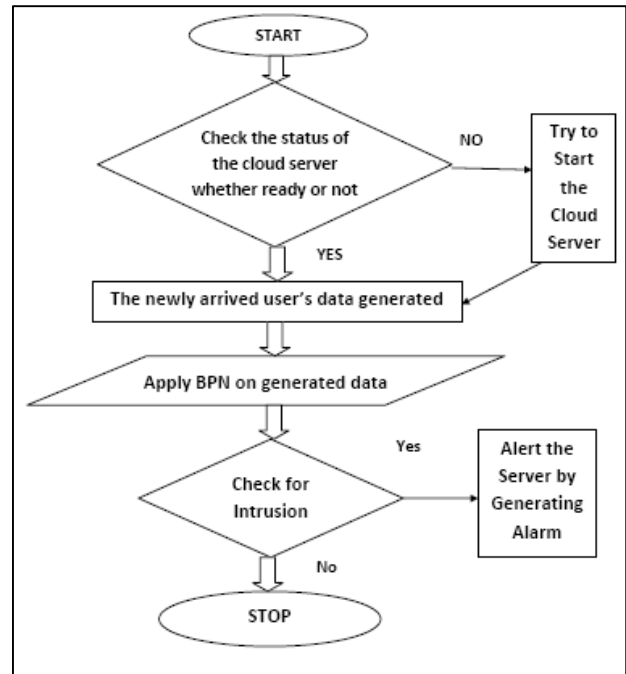 START
Check the status of
the cloud server
whether ready or not
NO
Try to
Start
the
Cloud
Server
YES
The newly arrived user's data generated
Apply BPN on generated data
Check for
Intrusion
Yes
Alert the
Server by
Generating
Alarm
No
STOP